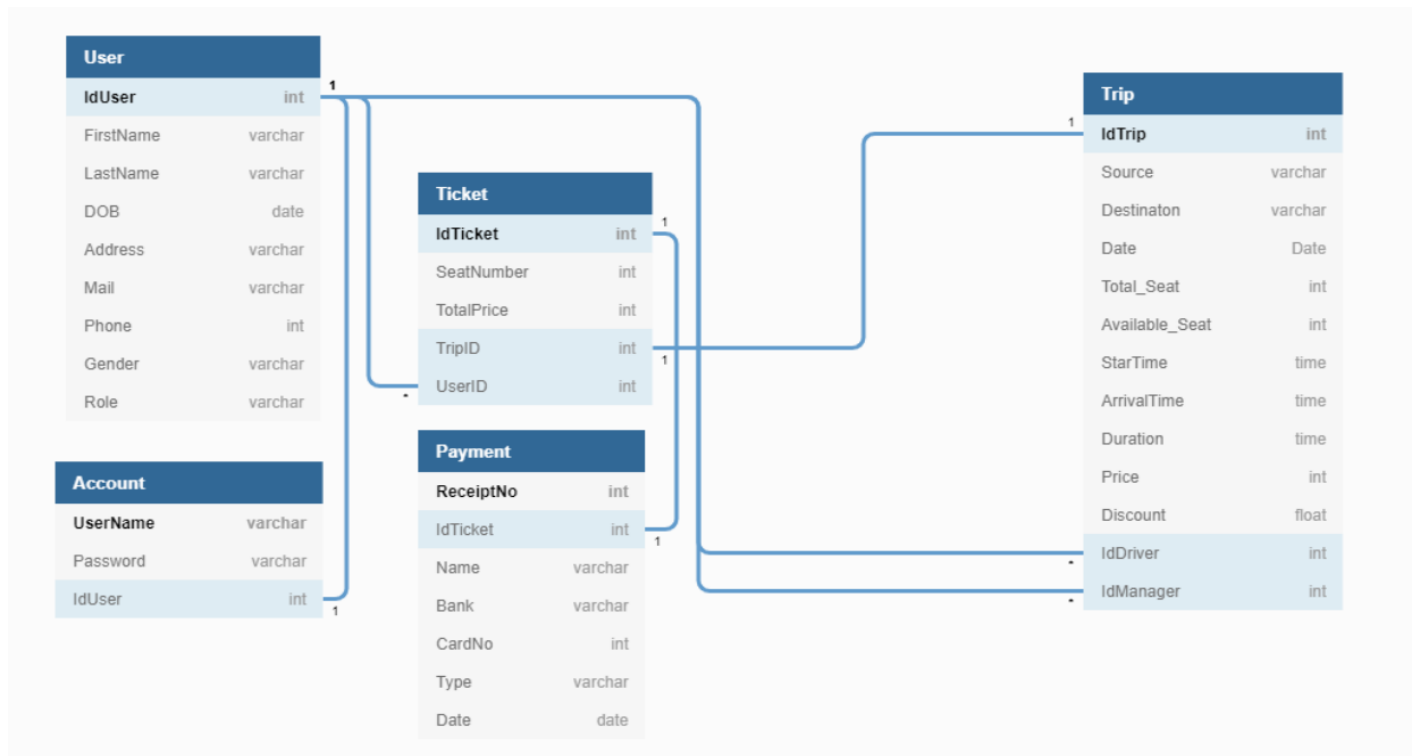 User
IdUser int
FirstName varchar
LastName varchar
DOB date
Address varchar
Mail varchar
Phone int
Gender varchar
Role varchar
1
Account
UserName varchar
Password varchar
IdUser int
1
Ticket
IdTicket int
SeatNumber int
TotalPrice int
TripID int
UserID int
1
1
*
Payment
ReceiptNo int
IdTicket int
Name varchar
Bank varchar
CardNo int
Type varchar
Date date
1
Trip
IdTrip int
Source varchar
Destinaton varchar
Date Date
Total_Seat int
Available_Seat int
StarTime time
ArrivalTime time
Duration time
Price int
Discount float
IdDriver int
IdManager int
1
*
*